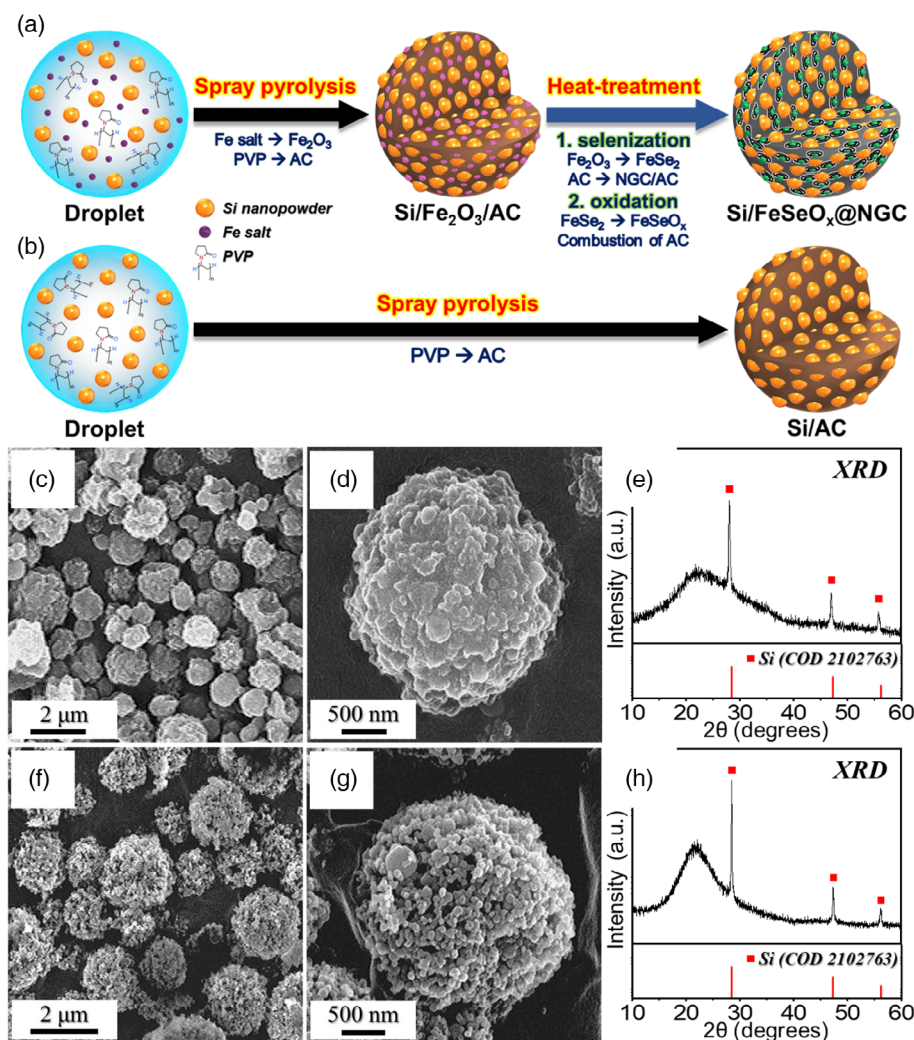 (a)
Spray pyrolysis
Fe salt → Fe₂O₃
PVP → AC
Heat-treatment
1. selenization
Fe₂O₃ → FeSe₂
AC → NGC/AC
2. oxidation
FeSe₂ → FeSeOₓ
Combustion of AC
Droplet
Si nanopowder
Fe salt
PVP
Si/Fe₂O₃/AC
Si/FeSeOₓ@NGC
(b)
Spray pyrolysis
PVP → AC
Droplet
Si/AC
(c)
2 μm
(d)
500 nm
(e)
XRD
Intensity (a.u.)
Si (COD 2102763)
10 20 30 40 50 60
2θ (degrees)
(f)
2 μm
(g)
500 nm
(h)
XRD
Intensity (a.u.)
Si (COD 2102763)
10 20 30 40 50 60
2θ (degrees)